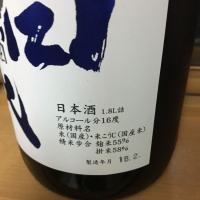 日本酒 1.8L詰
アルコール分16度
原材料名
米(国産)・米こうじ(国産米)
精米歩合 麹米55%
掛米58%
製造年月 18.2.